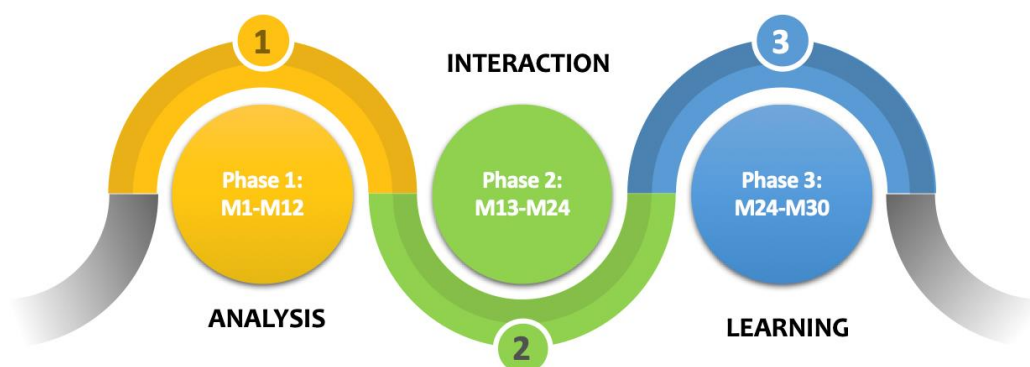 1
Phase 1:
M1-M12
ANALYSIS
INTERACTION
Phase 2:
M13-M24
2
3
Phase 3:
M24-M30
LEARNING